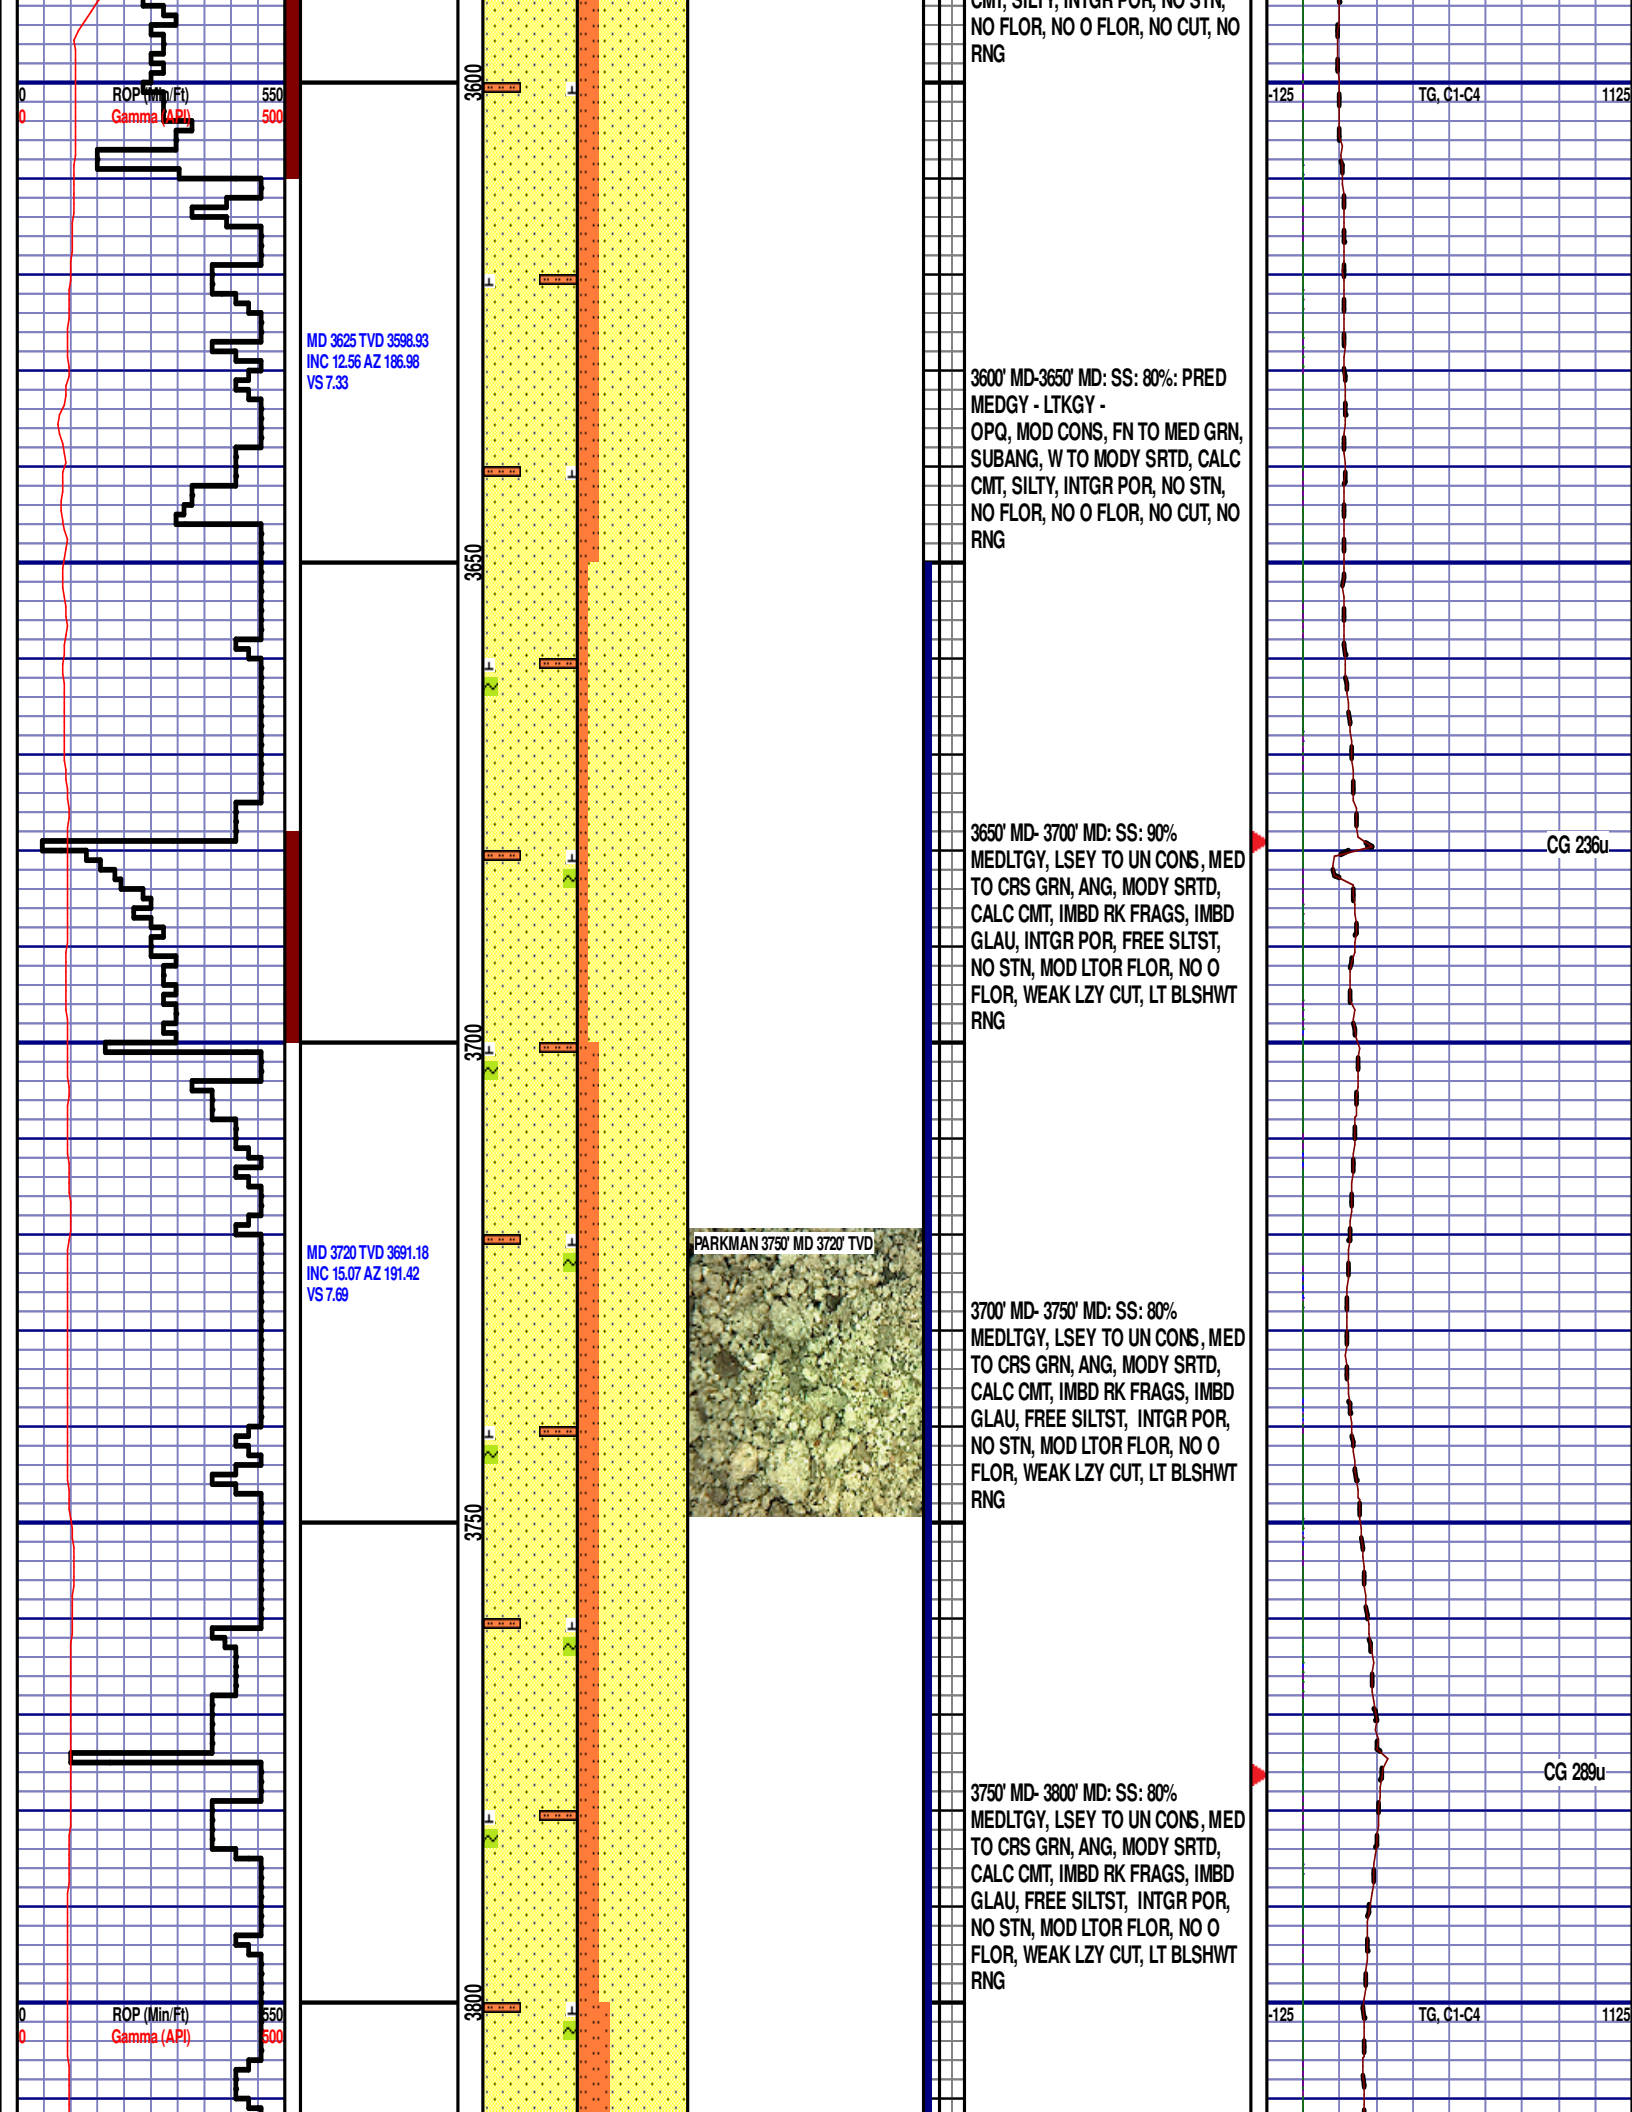 CMT, SILTY, INTGR POR, NO STN,
NO FLOR, NO O FLOR, NO CUT, NO
RNG
3600
0 ROP (Min/Ft) 550
0 Gamma (API) 500
-125 TG, C1-C4 1125
MD 3625 TVD 3598.93
INC 12.56 AZ 186.98
VS 7.33
3600' MD-3650' MD: SS: 80%: PRED
MEDGY - LTKGY -
OPQ, MOD CONS, FN TO MED GRN,
SUBANG, W TO MODY SRTD, CALC
CMT, SILTY, INTGR POR, NO STN,
NO FLOR, NO O FLOR, NO CUT, NO
RNG
3650
3650' MD- 3700' MD: SS: 90%
MEDLTGY, LSEY TO UN CONS, MED
TO CRS GRN, ANG, MODY SRTD,
CALC CMT, IMBD RK FRAGS, IMBD
GLAU, INTGR POR, FREE SLTST,
NO STN, MOD LTOR FLOR, NO O
FLOR, WEAK LZY CUT, LT BLSHWT
RNG
CG 236u
3700
MD 3720 TVD 3691.18
INC 15.07 AZ 191.42
VS 7.69
PARKMAN 3750' MD 3720' TVD
3700' MD- 3750' MD: SS: 80%
MEDLTGY, LSEY TO UN CONS, MED
TO CRS GRN, ANG, MODY SRTD,
CALC CMT, IMBD RK FRAGS, IMBD
GLAU, FREE SILTST, INTGR POR,
NO STN, MOD LTOR FLOR, NO O
FLOR, WEAK LZY CUT, LT BLSHWT
RNG
3750
CG 289u
3750' MD- 3800' MD: SS: 80%
MEDLTGY, LSEY TO UN CONS, MED
TO CRS GRN, ANG, MODY SRTD,
CALC CMT, IMBD RK FRAGS, IMBD
GLAU, FREE SILTST, INTGR POR,
NO STN, MOD LTOR FLOR, NO O
FLOR, WEAK LZY CUT, LT BLSHWT
RNG
3800
0 ROP (Min/Ft) 550
0 Gamma (API) 500
-125 TG, C1-C4 1125